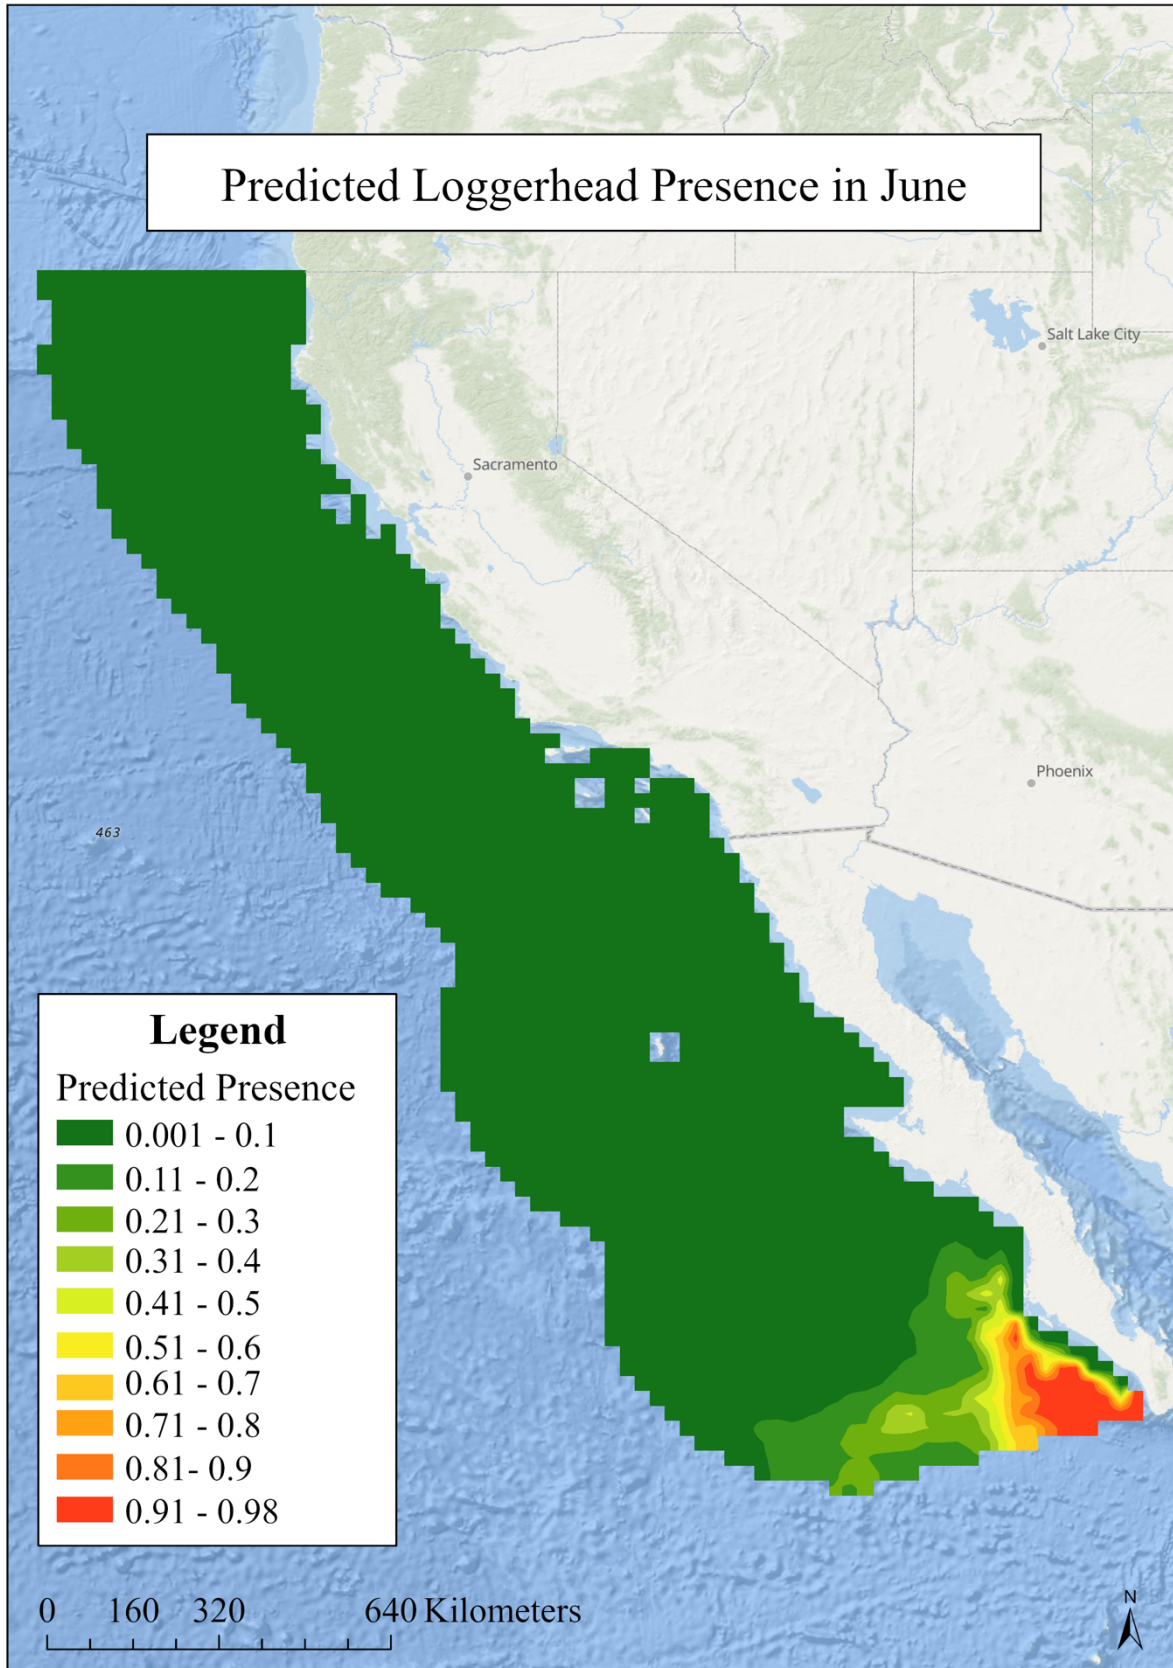 Predicted Loggerhead Presence in June
Salt Lake City
Sacramento
Phoenix
463
Legend
Predicted Presence
0.001 - 0.1
0.11 - 0.2
0.21 - 0.3
0.31 - 0.4
0.41 - 0.5
0.51 - 0.6
0.61 - 0.7
0.71 - 0.8
0.81- 0.9
0.91 - 0.98
0 160 320 640 Kilometers
N